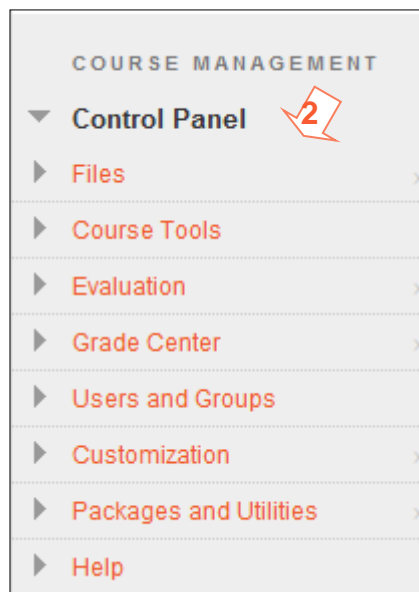 COURSE MANAGEMENT
Control Panel 2
Files
Course Tools
Evaluation
Grade Center
Users and Groups
Customization
Packages and Utilities
Help